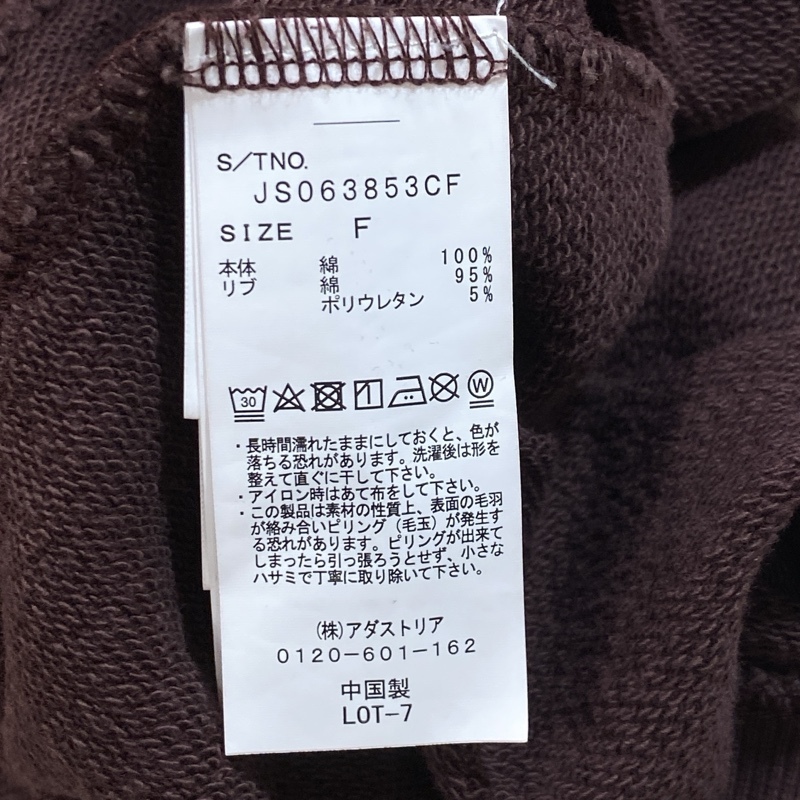 S/TNO.
JS063853CF
SIZE F
本体 綿 100%
リブ 綿 95%
ポリウレタン 5%
30 W
・長時間濡れたままにしておくと、色が
落ちる恐れがあります。洗濯後は形を
整えて直ぐに干して下さい。
・アイロン時はあて布をして下さい。
・この製品は素材の性質上、表面の毛羽
が絡み合いピリング（毛玉）が発生す
る恐れがあります。ピリングが出来て
しまったら引っ張ろうとせず、小さな
ハサミで丁寧に取り除いて下さい。
(株)アダストリア
0120-601-162
中国製
LOT-7